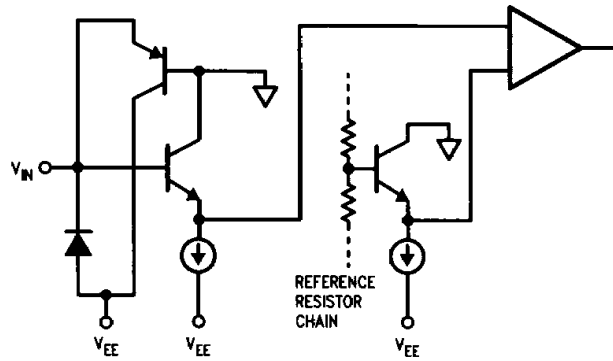 V_IN
REFERENCE
RESISTOR
CHAIN
V_EE
V_EE
V_EE